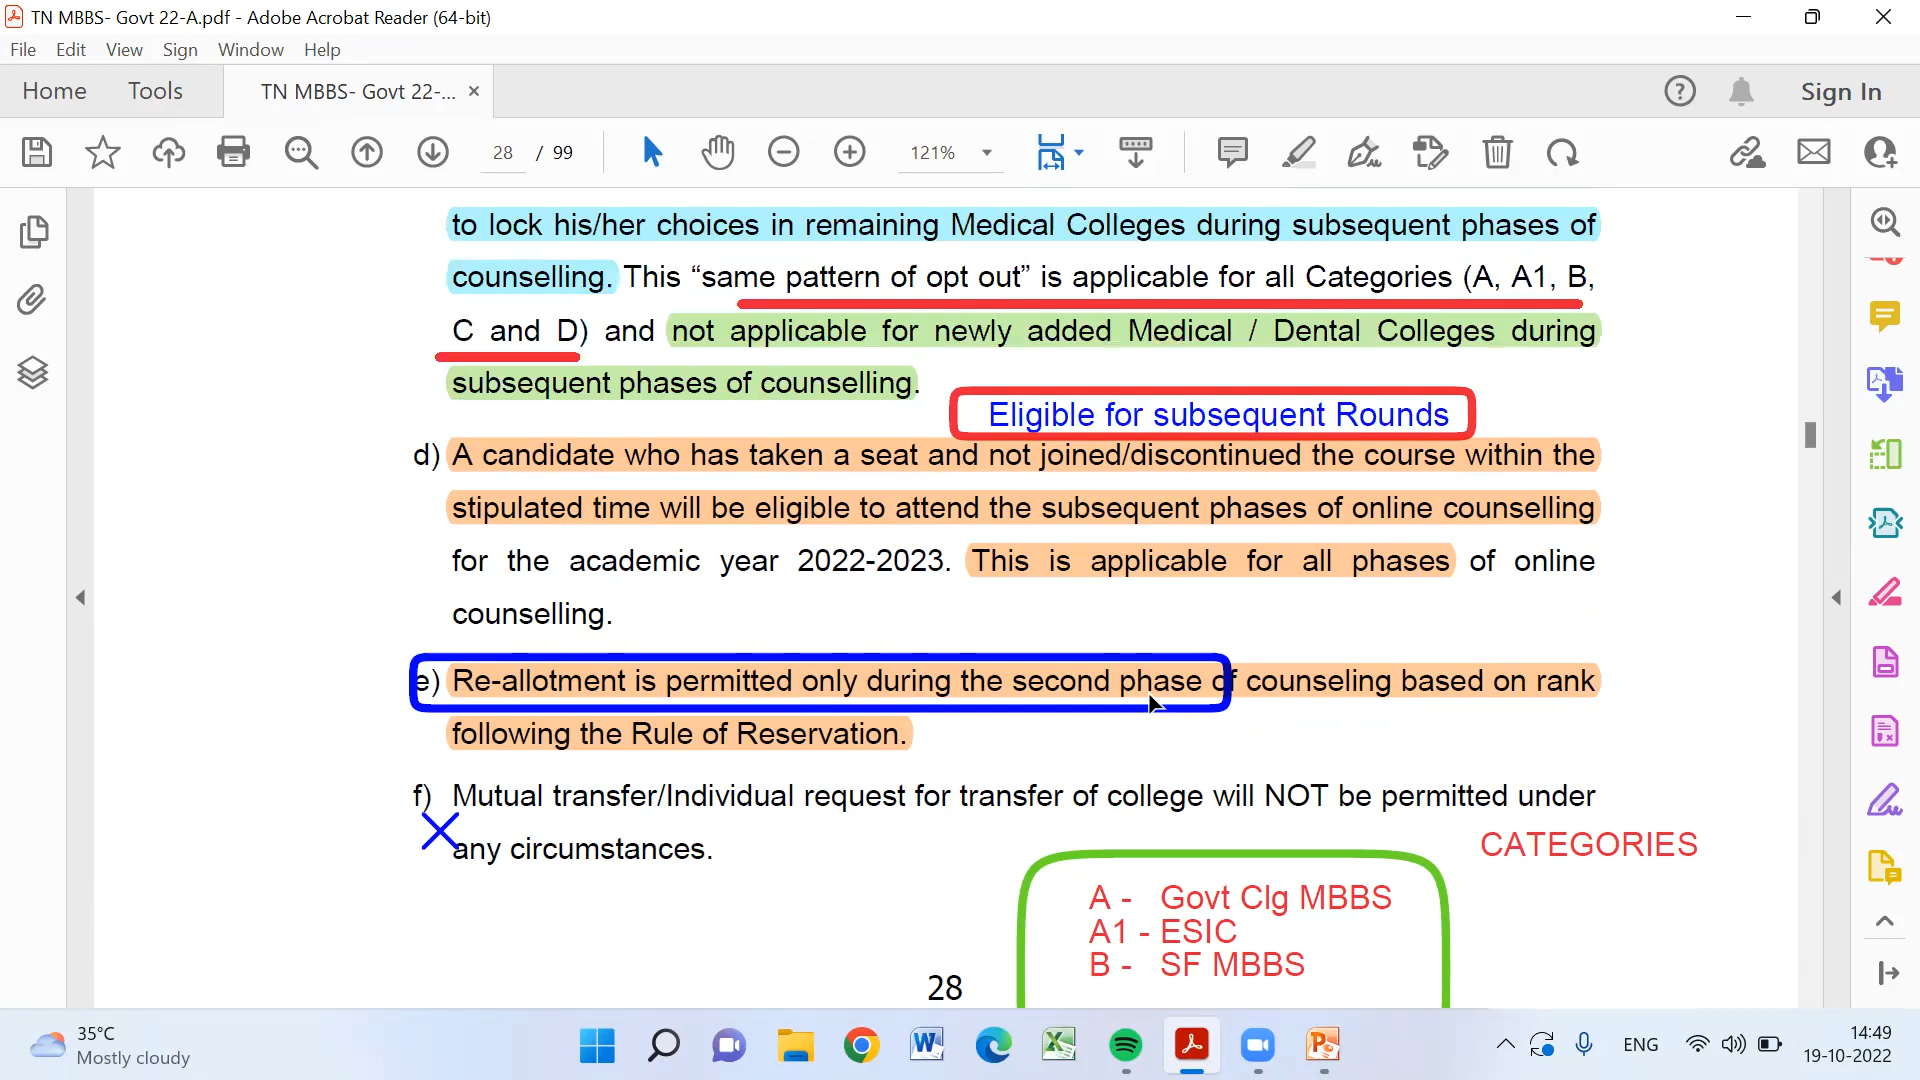 TN MBBS- Govt 22-A.pdf - Adobe Acrobat Reader (64-bit)
File Edit View Sign Window Help
Home Tools TN MBBS- Govt 22-... × Sign In
28 / 99 121%
to lock his/her choices in remaining Medical Colleges during subsequent phases of
counselling. This “same pattern of opt out” is applicable for all Categories (A, A1, B,
C and D) and not applicable for newly added Medical / Dental Colleges during
subsequent phases of counselling.
Eligible for subsequent Rounds
d) A candidate who has taken a seat and not joined/discontinued the course within the
stipulated time will be eligible to attend the subsequent phases of online counselling
for the academic year 2022-2023. This is applicable for all phases of online
counselling.
e) Re-allotment is permitted only during the second phase of counseling based on rank
following the Rule of Reservation.
f) Mutual transfer/Individual request for transfer of college will NOT be permitted under
any circumstances.
CATEGORIES
A - Govt Clg MBBS
A1 - ESIC
B - SF MBBS
28
35°C
Mostly cloudy
ENG
14:49
19-10-2022